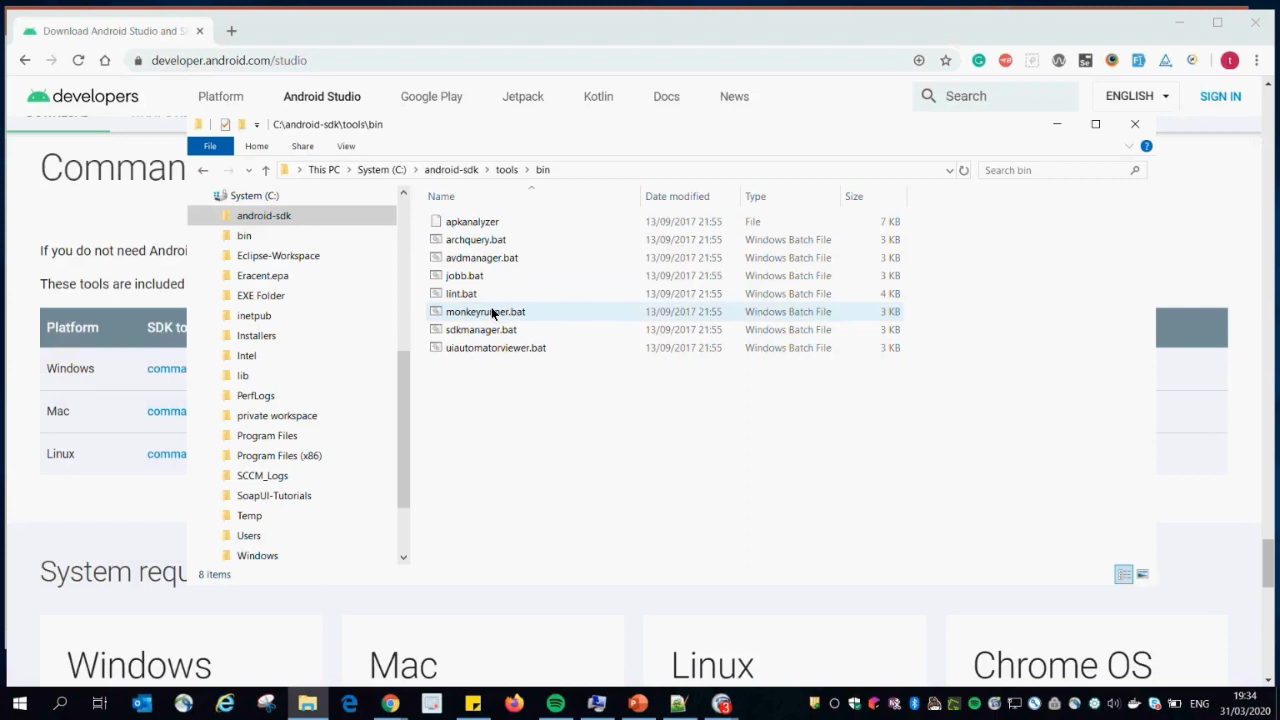 Download Android Studio and S
developer.android.com/studio
developers
Platform
Android Studio
Google Play
Jetpack
Kotlin
Docs
News
Search
ENGLISH
SIGN IN
C:\android-sdk\tools\bin
Comman
File
Home
Share
View
This PC > System (C:) > android-sdk > tools > bin
Search bin
System (C:)
android-sdk
bin
Eclipse-Workspace
Eracent.epa
EXE Folder
inetpub
Installers
Intel
lib
PerfLogs
private workspace
Program Files
Program Files (x86)
SCCM_Logs
SoapUI-Tutorials
Temp
Users
Windows
Name Date modified Type Size
apkanalyzer 13/09/2017 21:55 File 7 KB
archquery.bat 13/09/2017 21:55 Windows Batch File 3 KB
avdmanager.bat 13/09/2017 21:55 Windows Batch File 3 KB
jobb.bat 13/09/2017 21:55 Windows Batch File 3 KB
lint.bat 13/09/2017 21:55 Windows Batch File 4 KB
monkeyrunner.bat 13/09/2017 21:55 Windows Batch File 3 KB
sdkmanager.bat 13/09/2017 21:55 Windows Batch File 3 KB
uiautomatorviewer.bat 13/09/2017 21:55 Windows Batch File 3 KB
8 items
If you do not need Androi
These tools are included
Platform SDK to
Windows comma
Mac comma
Linux comma
System requ
Windows
Mac
Linux
Chrome OS
ENG
19:34
31/03/2020